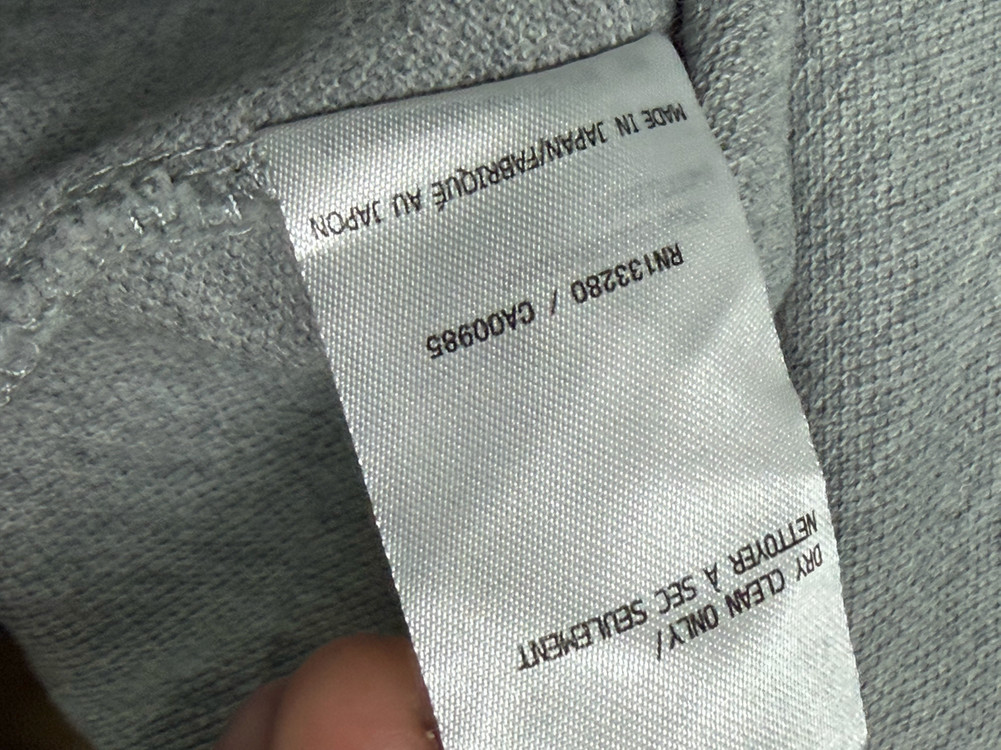 DRY CLEAN ONLY/
NETTOYER À SEC SEULEMENT
RN133280 / CA00985
MADE IN JAPAN/FABRIQUÉ AU JAPON